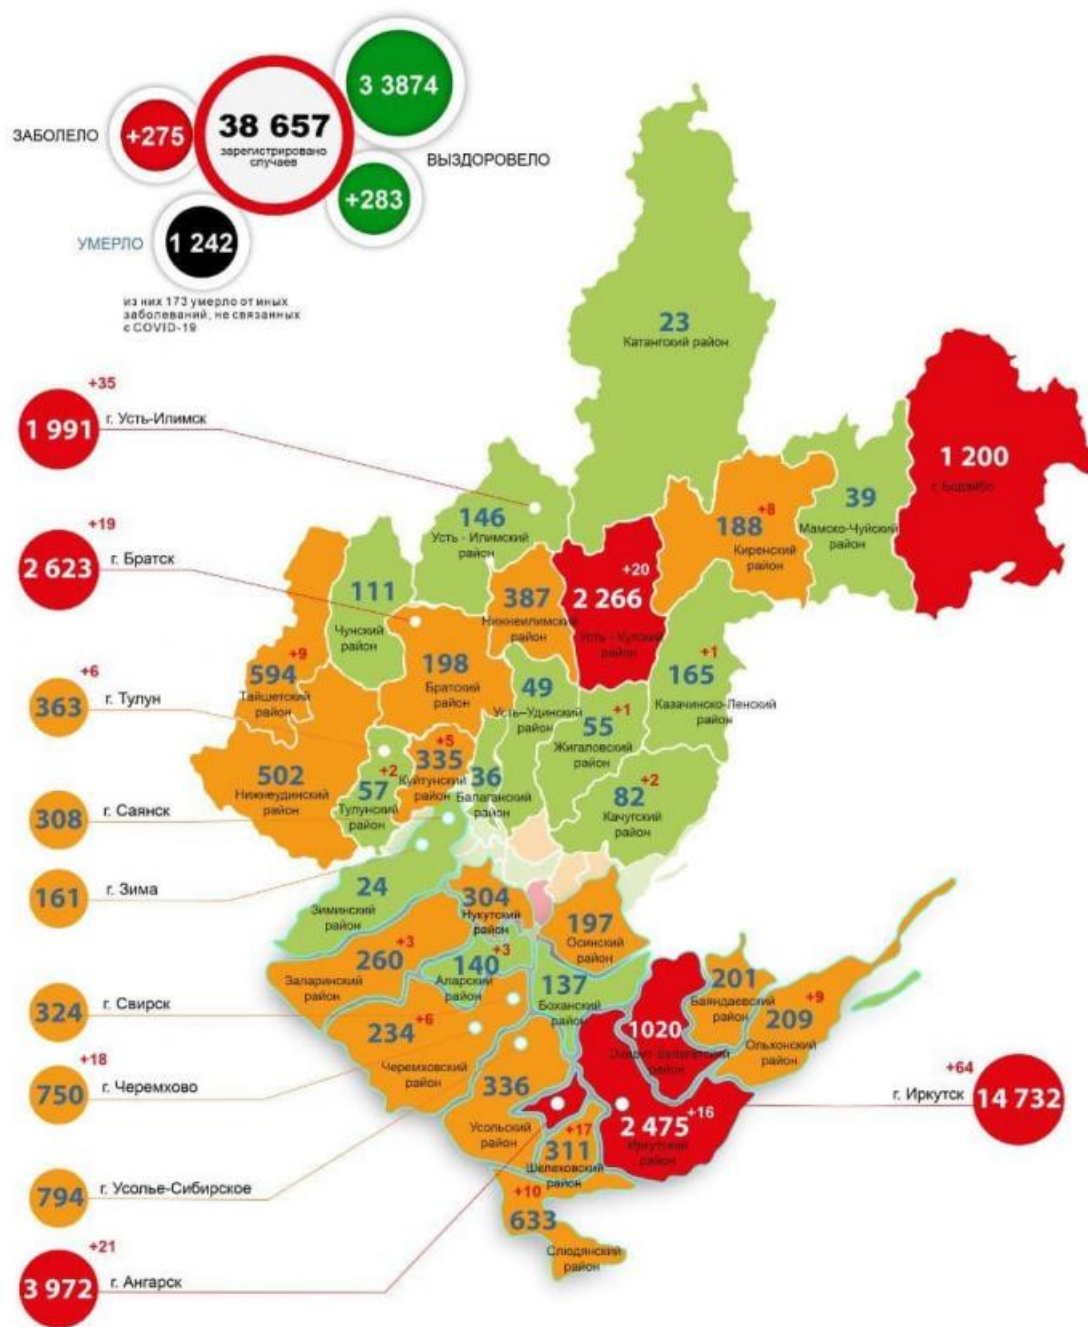 3 3874
38 657
зарегистрировано
случаев
ЗАБОЛЕЛО
+275
ВЫЗДОРОВЕЛО
+283
УМЕРЛО
1 242
из них 173 умерло от иных
заболеваний, не связанных
с COVID-19
23
Катангский район
+35
1 991
г. Усть-Илимск
1 200
г. Бодайбо
39
Мамско-Чуйский
район
+8
188
Киренский
район
146
Усть - Илимский
район
+19
2 623
г. Братск
+20
2 266
Усть - Кутский
район
387
Нижнеилимский
район
111
Чунский
район
198
Братский
район
+9
594
Тайшетский
район
+1
165
Казачинско-Ленский
район
49
Усть-Удинский
район
+1
55
Жигаловский
район
+6
363
г. Тулун
+5
335
Куйтунский
район
36
Балаганский
район
+2
57
Тулунский
район
502
Нижнеудинский
район
+2
82
Качугский
район
308
г. Саянск
161
г. Зима
24
Зиминский
район
304
Нукутский
район
197
Осинский
район
+3
260
Заларинский
район
+3
140
Аларский
район
137
Боханский
район
201
Баяндаевский
район
+9
209
Ольхонский
район
324
г. Свирск
+6
234
Черемховский
район
1020
Эхирит-Булагатский
район
+18
750
г. Черемхово
336
Усольский
район
+64
14 732
г. Иркутск
2 475
+16
Иркутский
район
+17
311
Шелеховский
район
794
г. Усолье-Сибирское
+10
633
Слюдянский
район
+21
3 972
г. Ангарск